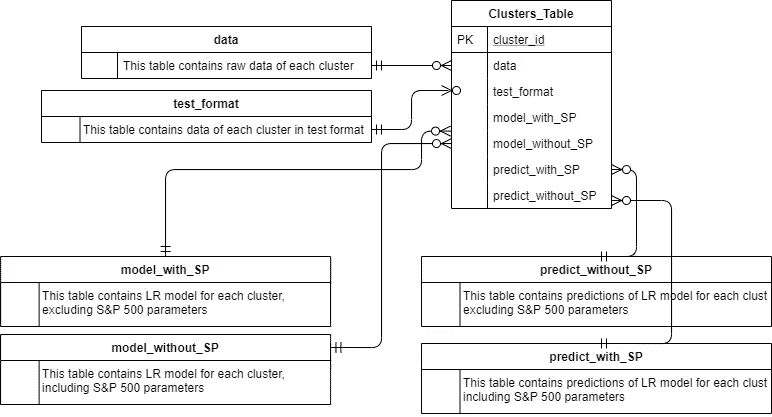 Clusters_Table
PK cluster_id
data
test_format
model_with_SP
model_without_SP
predict_with_SP
predict_without_SP
data
This table contains raw data of each cluster
test_format
This table contains data of each cluster in test format
model_with_SP
This table contains LR model for each cluster,
excluding S&P 500 parameters
model_without_SP
This table contains LR model for each cluster,
including S&P 500 parameters
predict_without_SP
This table contains predictions of LR model for each clust
excluding S&P 500 parameters
predict_with_SP
This table contains predictions of LR model for each clust
including S&P 500 parameters